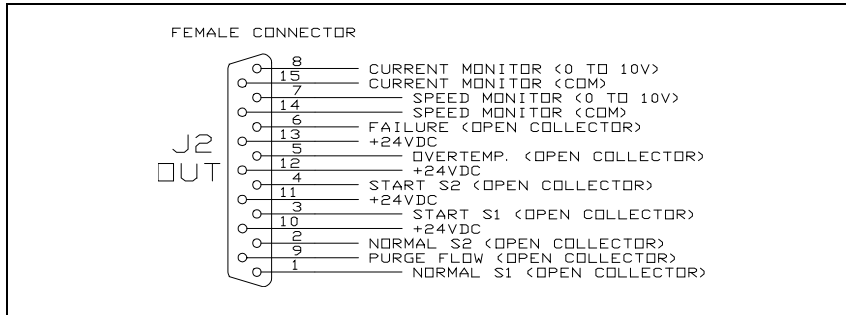 FEMALE CONNECTOR
8 CURRENT MONITOR (0 TO 10V)
15 CURRENT MONITOR (COM)
7 SPEED MONITOR (0 TO 10V)
14 SPEED MONITOR (COM)
6 FAILURE (OPEN COLLECTOR)
13 +24VDC
5 OVERTEMP. (OPEN COLLECTOR)
12 +24VDC
4 START S2 (OPEN COLLECTOR)
11 +24VDC
3 START S1 (OPEN COLLECTOR)
10 +24VDC
2 NORMAL S2 (OPEN COLLECTOR)
9 PURGE FLOW (OPEN COLLECTOR)
1 NORMAL S1 (OPEN COLLECTOR)
J2
OUT